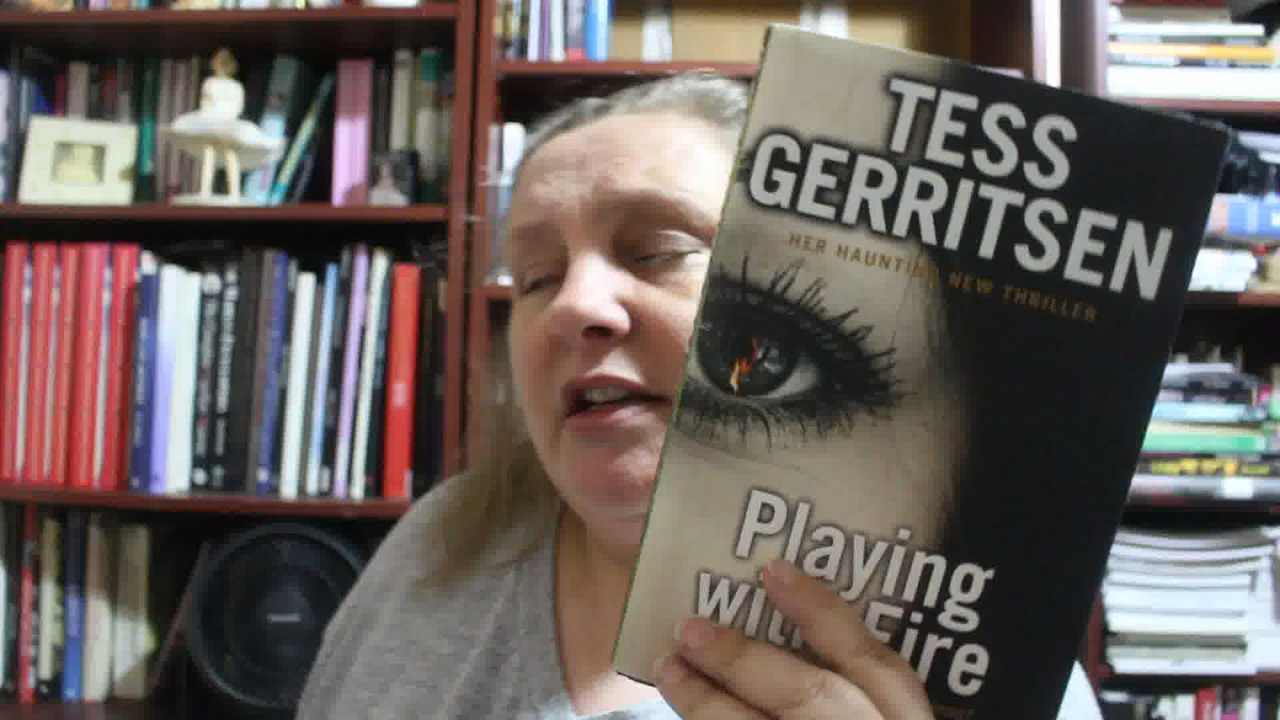 TESS
GERRITSEN
HER HAUNTING NEW THRILLER
Playing
with Fire